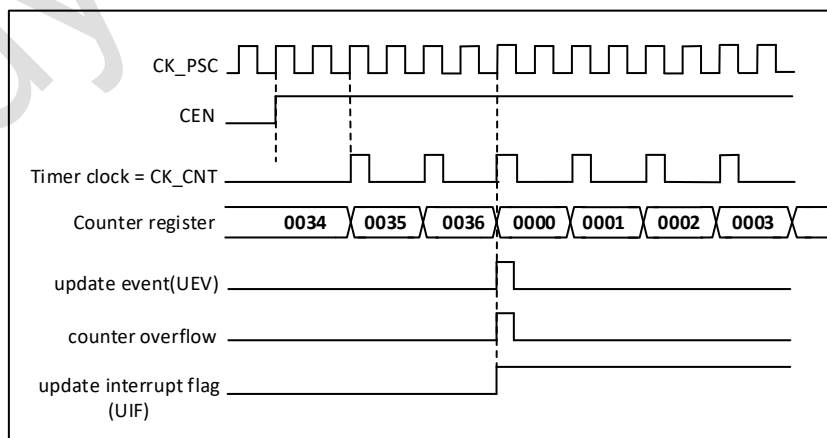 CK_PSC
CEN
Timer clock = CK_CNT
Counter register 0034 0035 0036 0000 0001 0002 0003
update event(UEV)
counter overflow
update interrupt flag
(UIF)